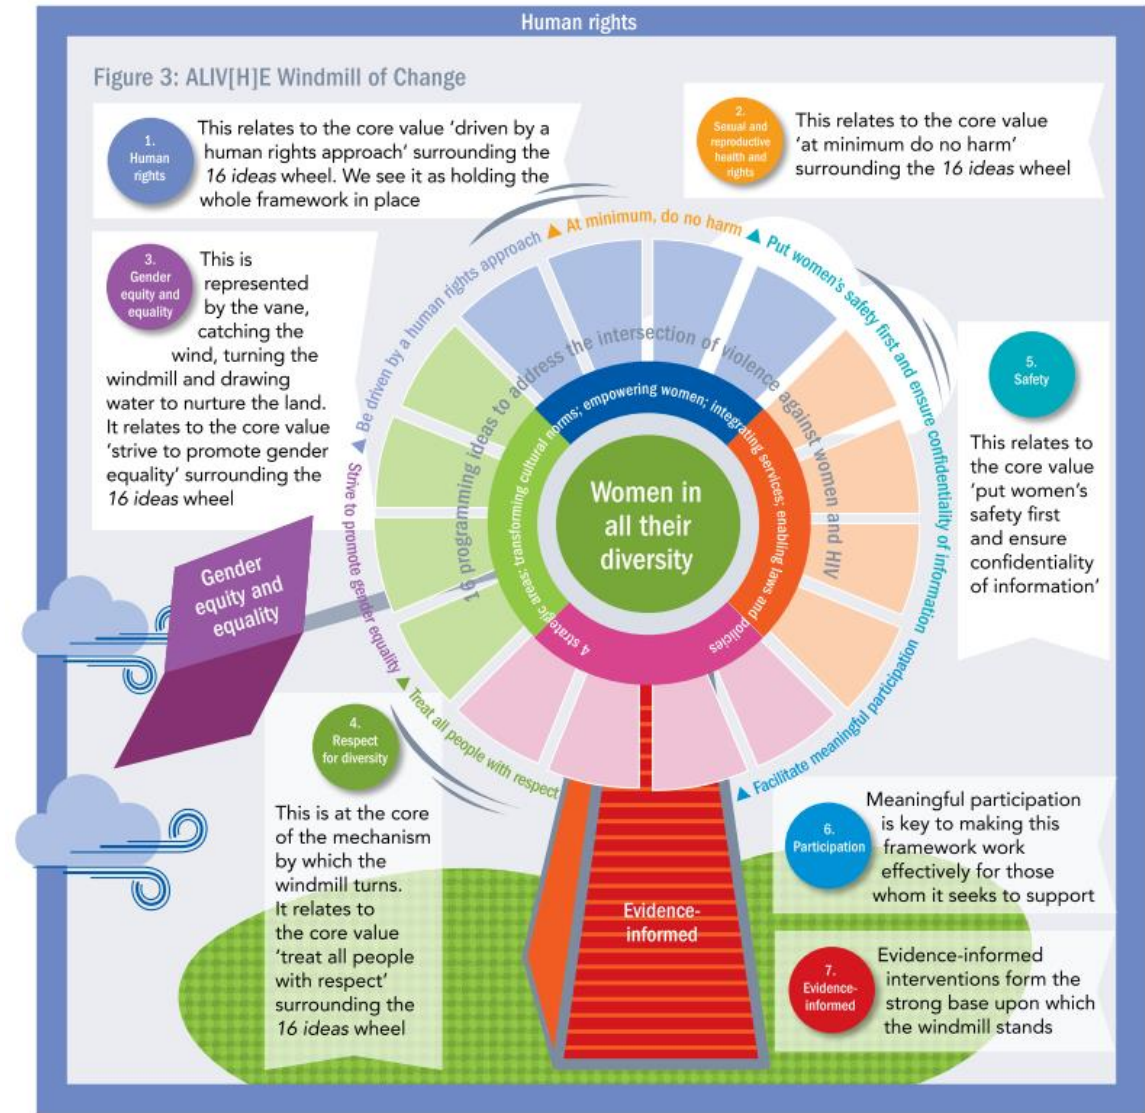 Human rights
Figure 3: ALIV[H]E Windmill of Change
1.
Human
rights
This relates to the core value ‘driven by a
human rights approach’ surrounding the
16 ideas wheel. We see it as holding the
whole framework in place
2.
Sexual and
reproductive
health and
rights
This relates to the core value
‘at minimum do no harm’
surrounding the 16 ideas wheel
3.
Gender
equity and
equality
This is
represented
by the vane,
catching the
wind, turning the
windmill and drawing
water to nurture the land.
It relates to the core value
‘strive to promote gender
equality’ surrounding the
16 ideas wheel
▲ Be driven by a human rights approach
▲ At minimum, do no harm
▲ Put women’s safety first and ensure confidentiality of information
▲ Facilitate meaningful participation
▲ Treat all people with respect
Strive to promote gender equality
16 programming ideas to address the intersection of violence against women and HIV
4 strategic areas: transforming cultural norms; empowering women; integrating services; enabling laws and policies
Women in
all their
diversity
5.
Safety
This relates to
the core value
‘put women’s
safety first
and ensure
confidentiality
of information’
Gender
equity and
equality
4.
Respect
for diversity
This is at the core
of the mechanism
by which the
windmill turns.
It relates to
the core value
‘treat all people
with respect’
surrounding the
16 ideas wheel
Evidence-
informed
6.
Participation
Meaningful participation
is key to making this
framework work
effectively for those
whom it seeks to support
7.
Evidence-
informed
Evidence-informed
interventions form the
strong base upon which
the windmill stands